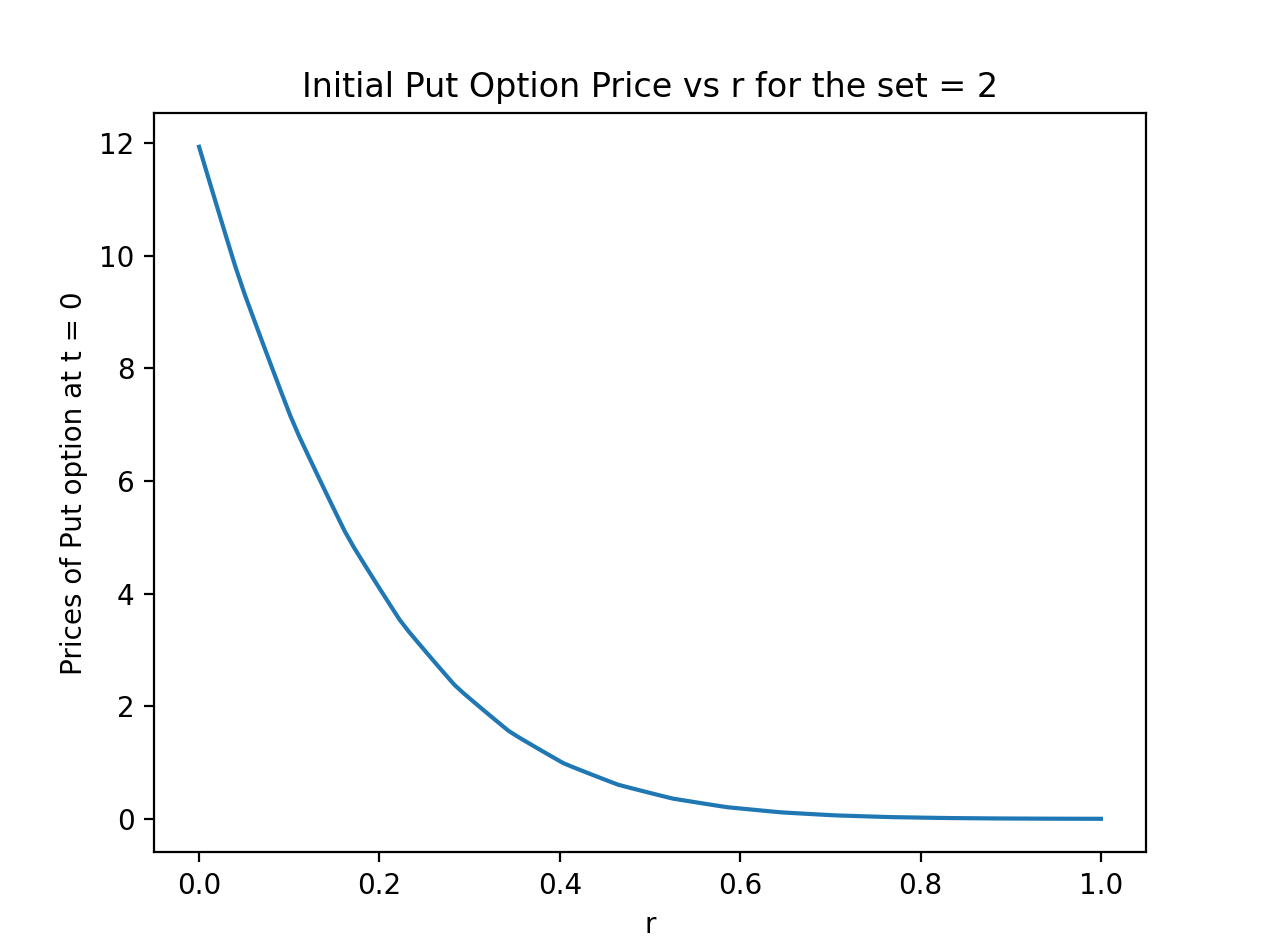 Initial Put Option Price vs r for the set = 2
Prices of Put option at t = 0
12
10
8
6
4
2
0
0.0 0.2 0.4 0.6 0.8 1.0
r